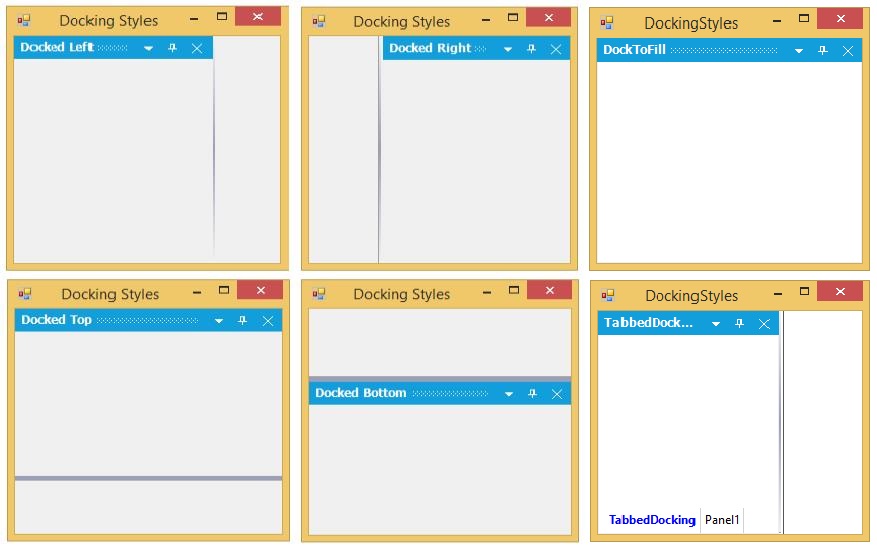 Docking Styles
Docked Left
Docking Styles
Docked Right
DockingStyles
DockToFill
Docking Styles
Docked Top
Docking Styles
Docked Bottom
DockingStyles
TabbedDock...
TabbedDocking Panel1